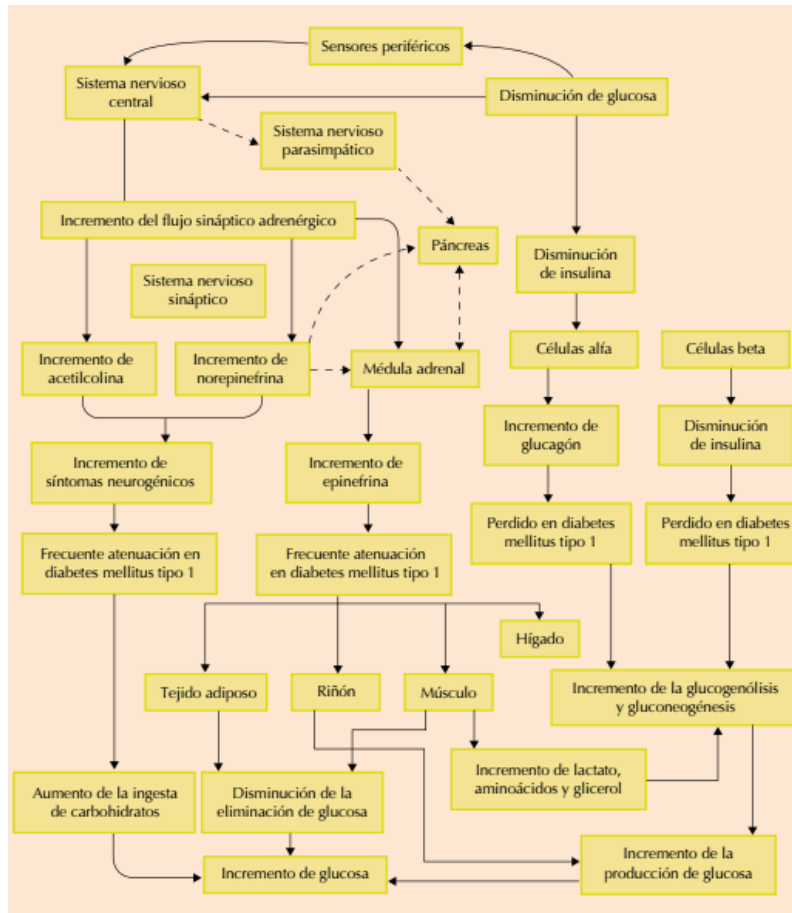 Sensores periféricos
Sistema nervioso
central
Disminución de glucosa
Sistema nervioso
parasimpático
Incremento del flujo sináptico adrenérgico
Páncreas
Disminución
de insulina
Sistema nervioso
sináptico
Incremento de
acetilcolina
Incremento de
norepinefrina
Médula adrenal
Células alfa
Células beta
Incremento de
glucagón
Disminución
de insulina
Incremento de
síntomas neurogénicos
Incremento de
epinefrina
Perdido en diabetes
mellitus tipo 1
Perdido en diabetes
mellitus tipo 1
Frecuente atenuación en
diabetes mellitus tipo 1
Frecuente atenuación
en diabetes mellitus tipo 1
Hígado
Tejido adiposo
Riñón
Músculo
Incremento de la glucogenólisis
y gluconeogénesis
Incremento de lactato,
aminoácidos y glicerol
Aumento de la ingesta
de carbohidratos
Disminución de la
eliminación de glucosa
Incremento de glucosa
Incremento de la
producción de glucosa